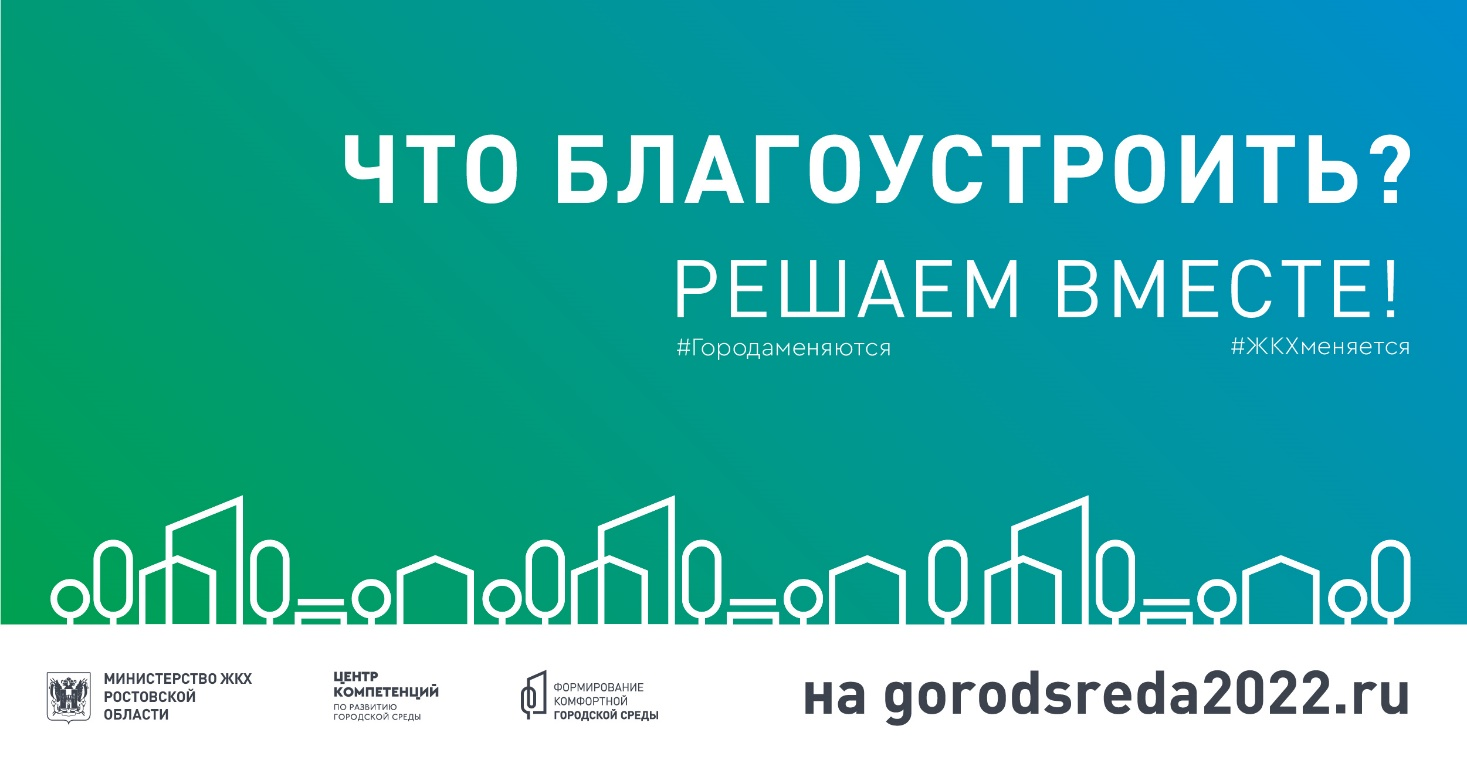 ЧТО БЛАГОУСТРОИТЬ?
РЕШАЕМ ВМЕСТЕ!
#Городаменяются #ЖКХменяется
МИНИСТЕРСТВО ЖКХ
РОСТОВСКОЙ
ОБЛАСТИ
ЦЕНТР
КОМПЕТЕНЦИЙ
ПО РАЗВИТИЮ
ГОРОДСКОЙ СРЕДЫ
ФОРМИРОВАНИЕ
КОМФОРТНОЙ
ГОРОДСКОЙ СРЕДЫ
на gorodsreda2022.ru